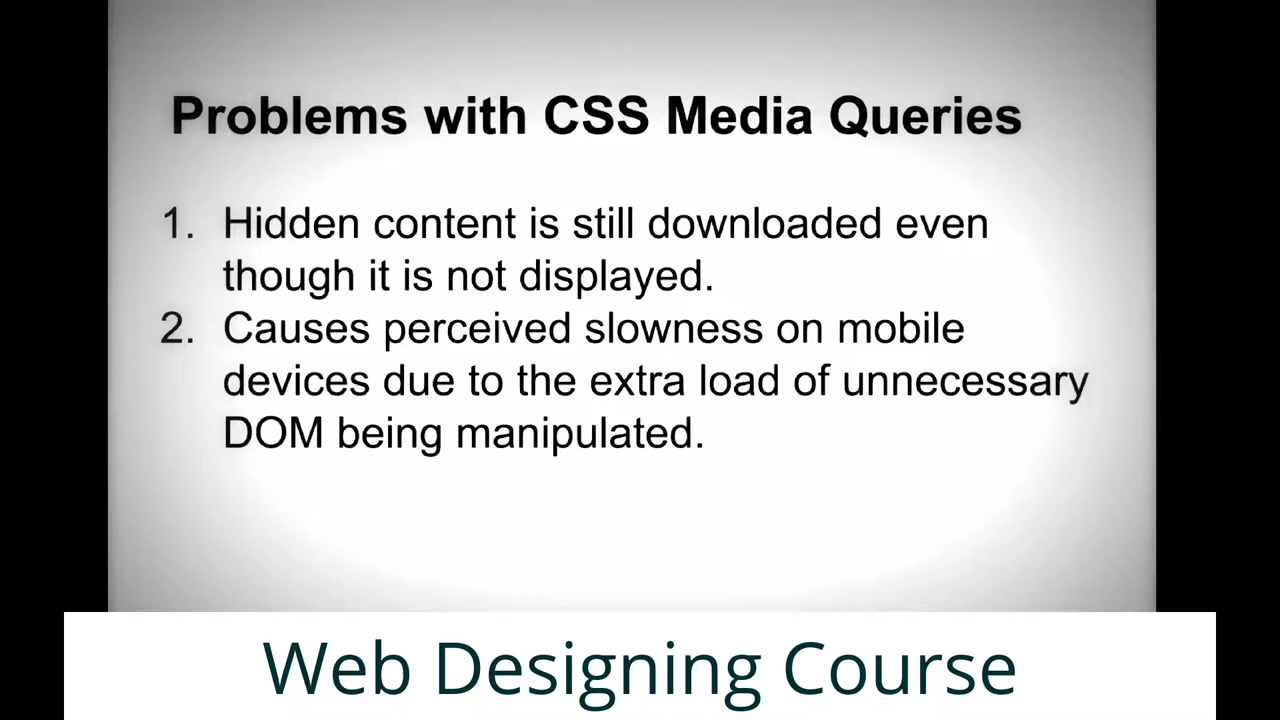 Problems with CSS Media Queries
1. Hidden content is still downloaded even
though it is not displayed.
2. Causes perceived slowness on mobile
devices due to the extra load of unnecessary
DOM being manipulated.
Web Designing Course